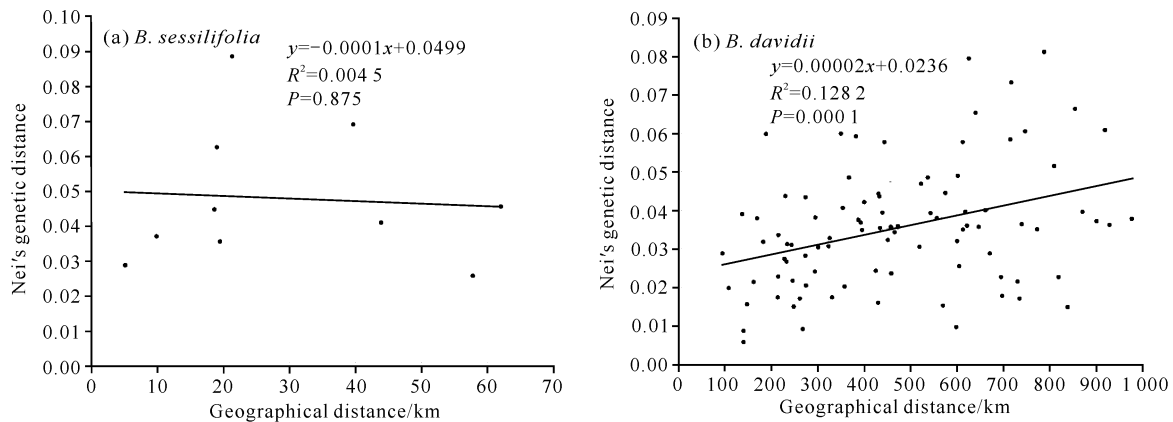 (a) B. sessilifolia
y=−0.0001x+0.0499
R²=0.004 5
P=0.875
Nei's genetic distance
0.10
0.09
0.08
0.07
0.06
0.05
0.04
0.03
0.02
0.01
0.00
0 10 20 30 40 50 60 70
Geographical distance/km
(b) B. davidii
y=0.00002x+0.0236
R²=0.128 2
P=0.000 1
Nei's genetic distance
0.09
0.08
0.07
0.06
0.05
0.04
0.03
0.02
0.01
0.00
0 100 200 300 400 500 600 700 800 900 1 000
Geographical distance/km